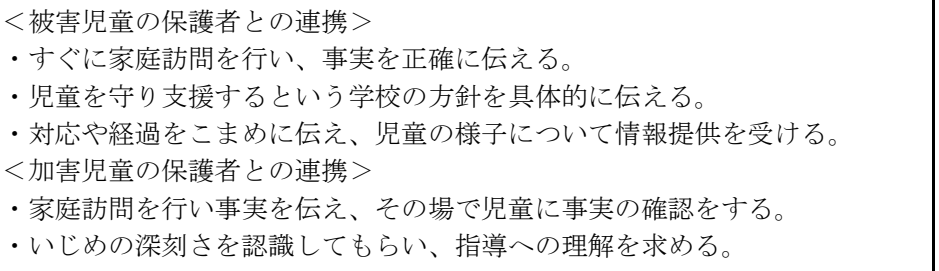 ＜被害児童の保護者との連携＞
・すぐに家庭訪問を行い、事実を正確に伝える。
・児童を守り支援するという学校の方針を具体的に伝える。
・対応や経過をこまめに伝え、児童の様子について情報提供を受ける。
＜加害児童の保護者との連携＞
・家庭訪問を行い事実を伝え、その場で児童に事実の確認をする。
・いじめの深刻さを認識してもらい、指導への理解を求める。